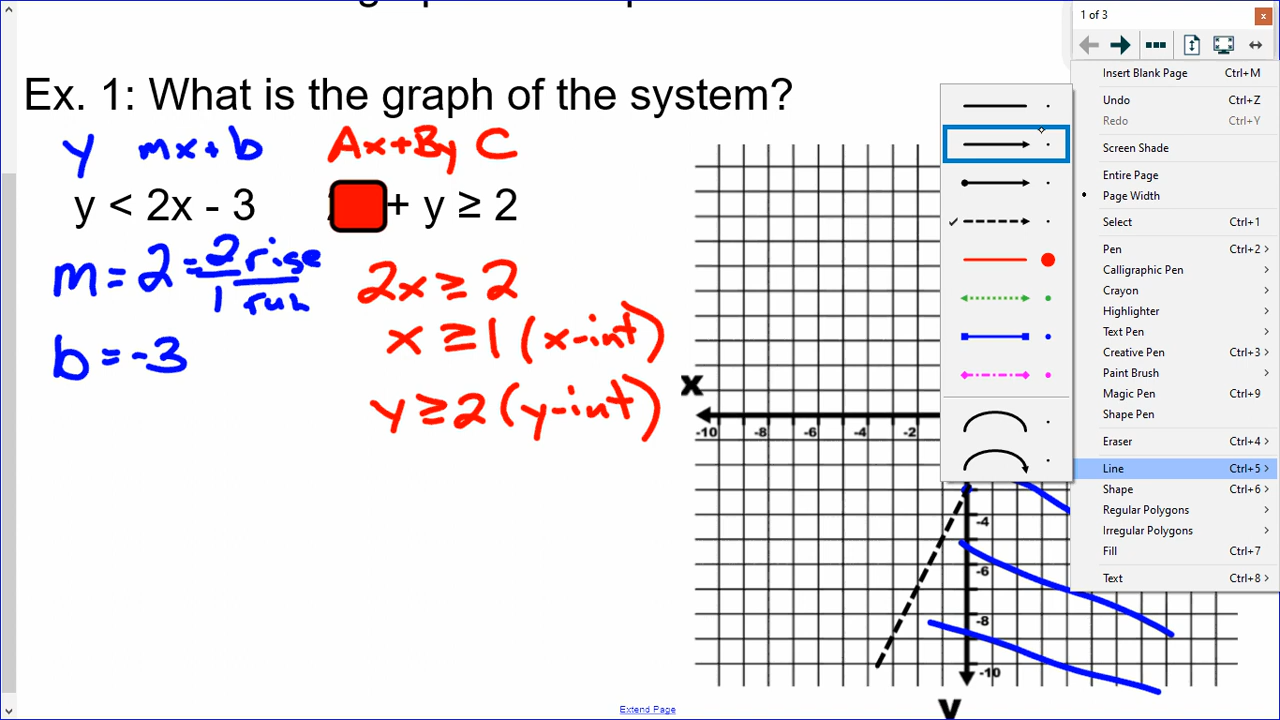 1 of 3
Ex. 1: What is the graph of the system?
y mx+b
Ax+By C
y < 2x - 3
+ y ≥ 2
m = 2 = 2/1 rise/run
b = -3
2x ≥ 2
x ≥ 1 (x-int)
y ≥ 2 (y-int)
x
-10 -8 -6 -4 -2
-4
-6
-8
-10
y
Extend Page
Insert Blank Page Ctrl+M
Undo Ctrl+Z
Redo Ctrl+Y
Screen Shade
Entire Page
Page Width
Select Ctrl+1
Pen Ctrl+2
Calligraphic Pen
Crayon
Highlighter
Text Pen
Creative Pen Ctrl+3
Paint Brush
Magic Pen Ctrl+9
Shape Pen
Eraser Ctrl+4
Line Ctrl+5
Shape Ctrl+6
Regular Polygons
Irregular Polygons
Fill Ctrl+7
Text Ctrl+8